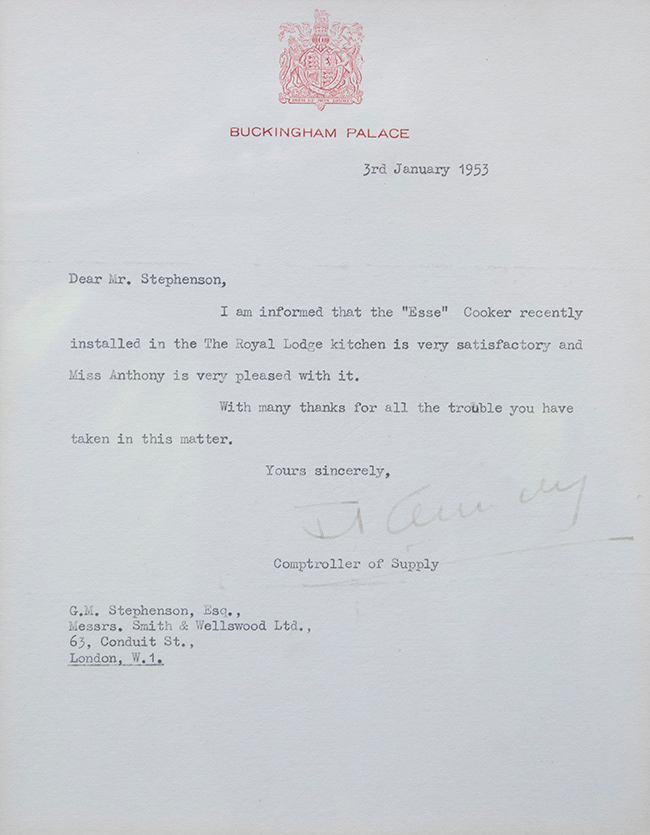 BUCKINGHAM PALACE
3rd January 1953
Dear Mr. Stephenson,
I am informed that the "Esse" Cooker recently
installed in the The Royal Lodge kitchen is very satisfactory and
Miss Anthony is very pleased with it.
With many thanks for all the trouble you have
taken in this matter.
Yours sincerely,
Comptroller of Supply
G.M. Stephenson, Esq.,
Messrs. Smith & Wellswood Ltd.,
63, Conduit St.,
London, W.1.